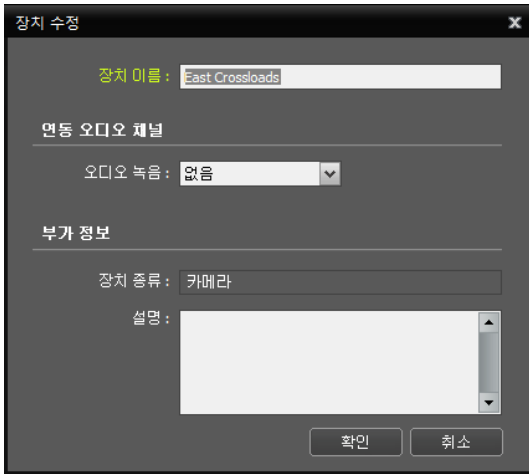 장치 수정
장치 이름 : East Crossloads
연동 오디오 채널
오디오 녹음 : 없음
부가 정보
장치 종류 : 카메라
설명 :
확인 취소